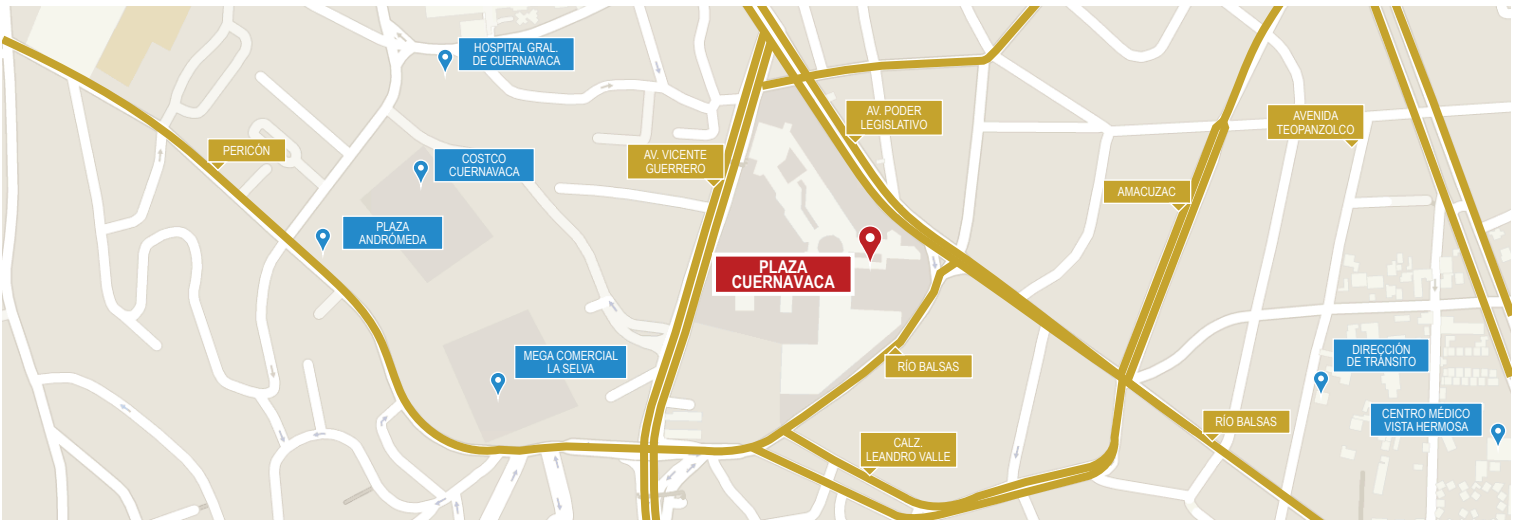 HOSPITAL GRAL.
DE CUERNAVACA
PERICÓN
COSTCO
CUERNAVACA
PLAZA
ANDRÓMEDA
AV. VICENTE
GUERRERO
AV. PODER
LEGISLATIVO
AVENIDA
TEOPANZOLCO
AMACUZAC
PLAZA
CUERNAVACA
MEGA COMERCIAL
LA SELVA
RÍO BALSAS
DIRECCIÓN
DE TRÁNSITO
CALZ.
LEANDRO VALLE
RÍO BALSAS
CENTRO MÉDICO
VISTA HERMOSA